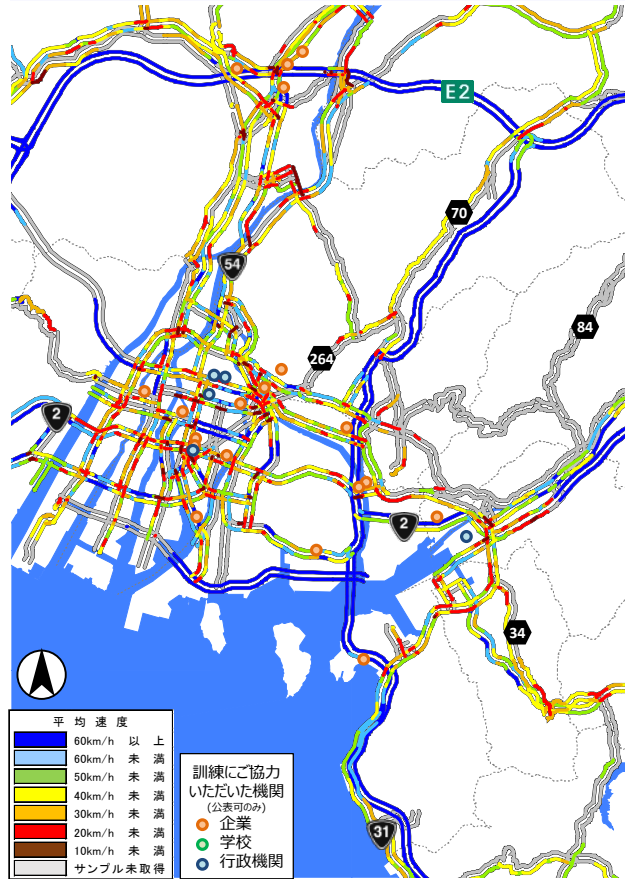 E2
70
54
84
264
2
2
34
31
平均速度
60km/h 以上
60km/h 未満
50km/h 未満
40km/h 未満
30km/h 未満
20km/h 未満
10km/h 未満
サンプル未取得
訓練にご協力
いただいた機関
(公表可のみ)
企業
学校
行政機関